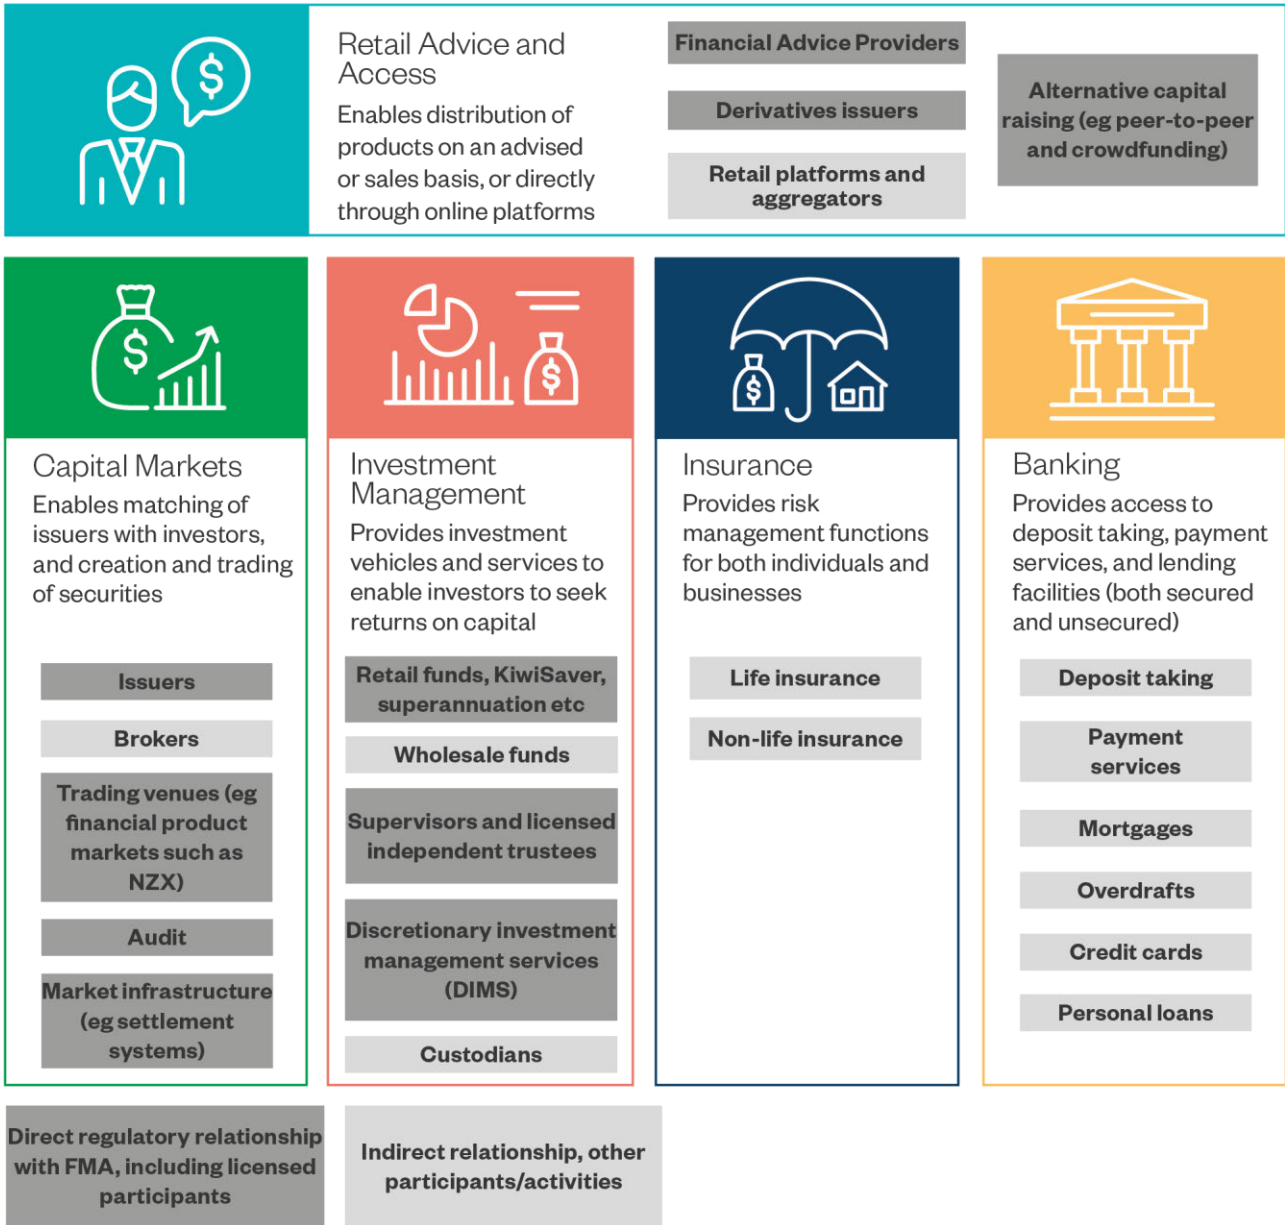 $
Retail Advice and
Access
Enables distribution of
products on an advised
or sales basis, or directly
through online platforms
Financial Advice Providers
Derivatives issuers
Retail platforms and
aggregators
Alternative capital
raising (eg peer-to-peer
and crowdfunding)
$
Capital Markets
Enables matching of
issuers with investors,
and creation and trading
of securities
Issuers
Brokers
Trading venues (eg
financial product
markets such as
NZX)
Audit
Market infrastructure
(eg settlement
systems)
$
Investment
Management
Provides investment
vehicles and services to
enable investors to seek
returns on capital
Retail funds, KiwiSaver,
superannuation etc
Wholesale funds
Supervisors and licensed
independent trustees
Discretionary investment
management services
(DIMS)
Custodians
$
Insurance
Provides risk
management functions
for both individuals and
businesses
Life insurance
Non-life insurance
Banking
Provides access to
deposit taking, payment
services, and lending
facilities (both secured
and unsecured)
Deposit taking
Payment
services
Mortgages
Overdrafts
Credit cards
Personal loans
Direct regulatory relationship
with FMA, including licensed
participants
Indirect relationship, other
participants/activities